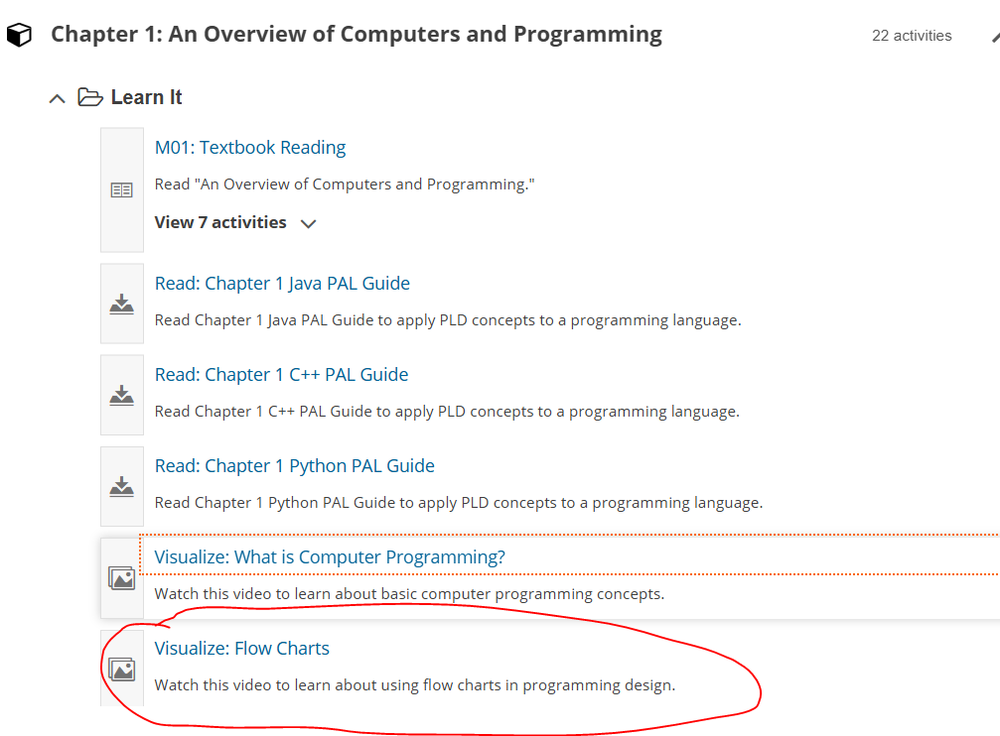 Chapter 1: An Overview of Computers and Programming
22 activities
Learn It
M01: Textbook Reading
Read "An Overview of Computers and Programming."
View 7 activities
Read: Chapter 1 Java PAL Guide
Read Chapter 1 Java PAL Guide to apply PLD concepts to a programming language.
Read: Chapter 1 C++ PAL Guide
Read Chapter 1 C++ PAL Guide to apply PLD concepts to a programming language.
Read: Chapter 1 Python PAL Guide
Read Chapter 1 Python PAL Guide to apply PLD concepts to a programming language.
Visualize: What is Computer Programming?
Watch this video to learn about basic computer programming concepts.
Visualize: Flow Charts
Watch this video to learn about using flow charts in programming design.